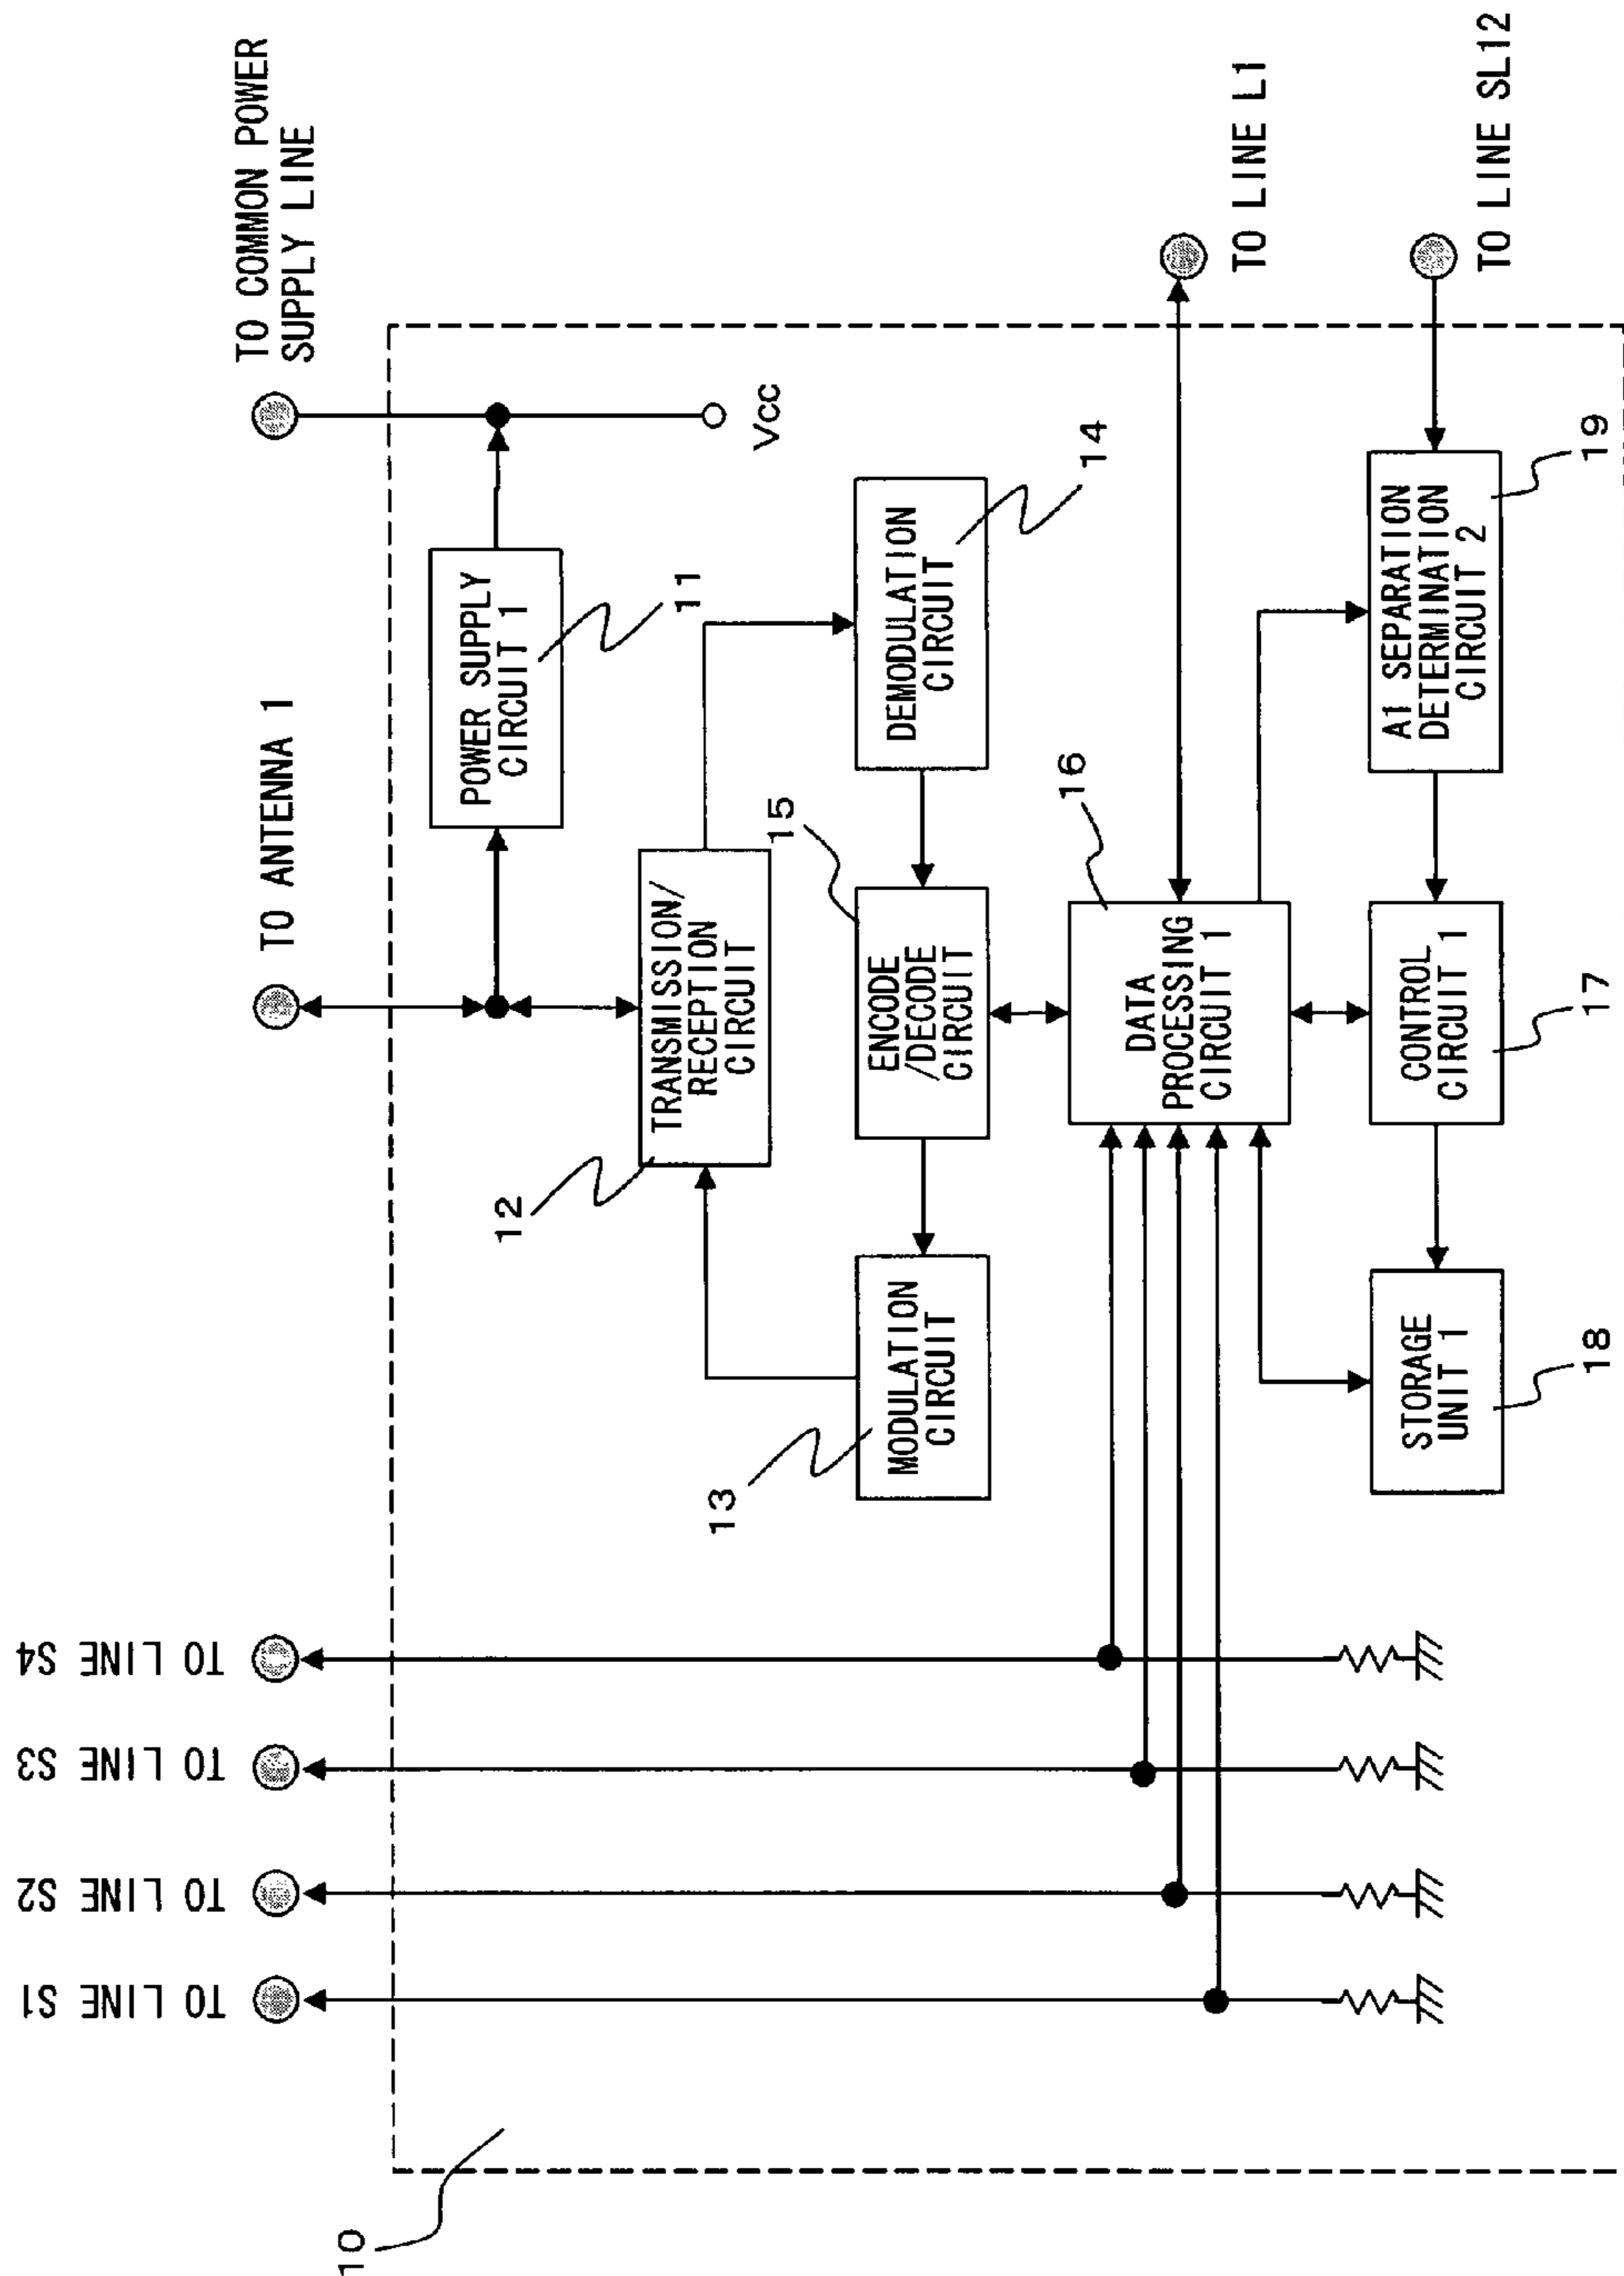 TO COMMON POWER
SUPPLY LINE
TO ANTENNA 1
TO LINE S4
TO LINE S3
TO LINE S2
TO LINE S1
TO LINE L1
TO LINE SL12
Vcc
POWER SUPPLY
CIRCUIT 1
11
TRANSMISSION/
RECEPTION
CIRCUIT
12
MODULATION
CIRCUIT
13
DEMODULATION
CIRCUIT
14
ENCODE
/DECODE
CIRCUIT
15
DATA
PROCESSING
CIRCUIT 1
16
CONTROL
CIRCUIT 1
17
STORAGE
UNIT 1
18
A1 SEPARATION
DETERMINATION
CIRCUIT 2
19
10